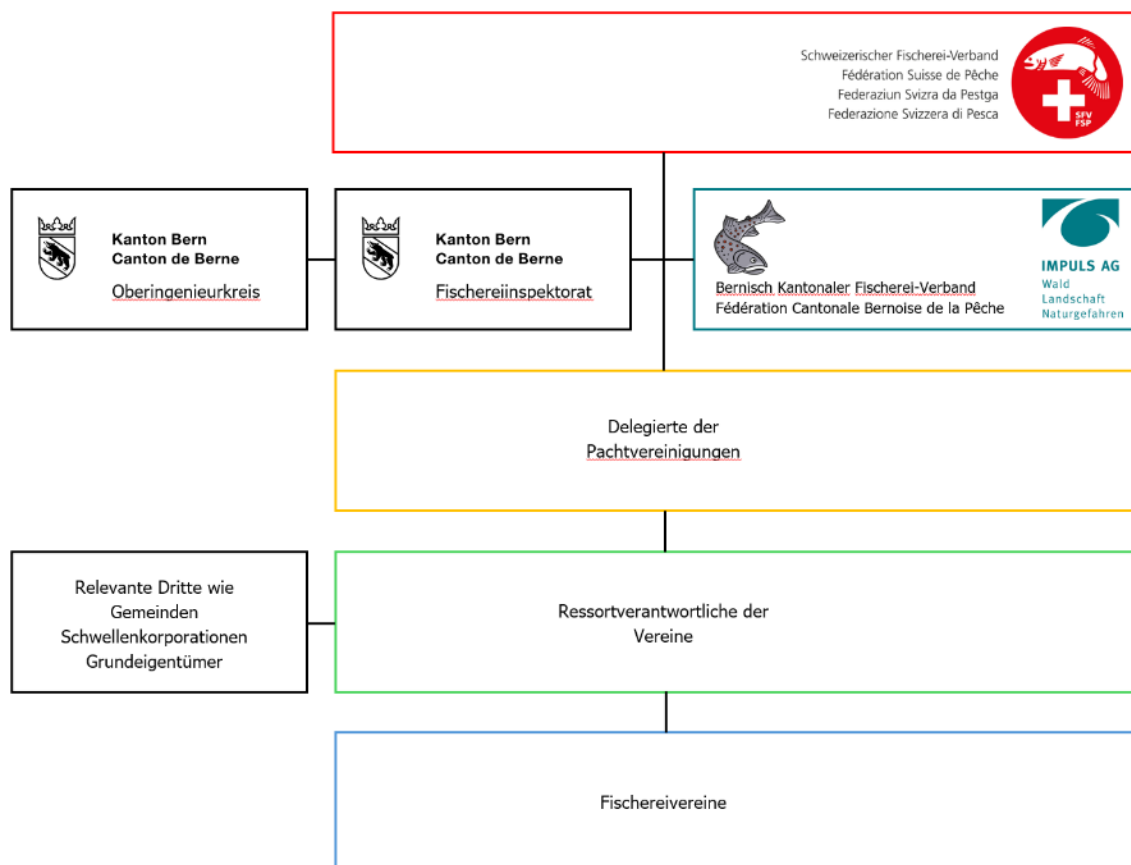 Schweizerischer Fischerei-Verband
Fédération Suisse de Pêche
Federaziun Svizra da Pestga
Federazione Svizzera di Pesca
SFV
FSP
Kanton Bern
Canton de Berne
Oberingenieurkreis
Kanton Bern
Canton de Berne
Fischereiinspektorat
Bernisch Kantonaler Fischerei-Verband
Fédération Cantonale Bernoise de la Pêche
IMPULS AG
Wald
Landschaft
Naturgefahren
Delegierte der
Pachtvereinigungen
Relevante Dritte wie
Gemeinden
Schwellenkorporationen
Grundeigentümer
Ressortverantwortliche der
Vereine
Fischereivereine